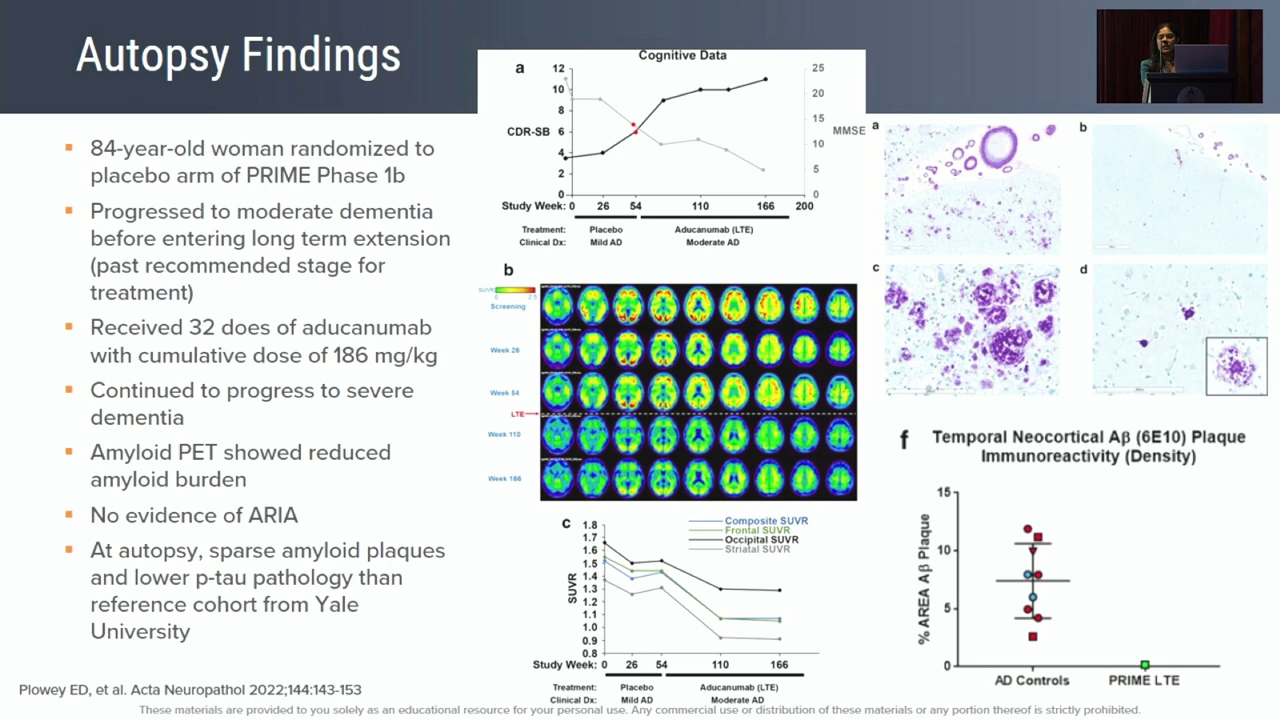 Autopsy Findings
84-year-old woman randomized to
placebo arm of PRIME Phase 1b
Progressed to moderate dementia
before entering long term extension
(past recommended stage for
treatment)
Received 32 does of aducanumab
with cumulative dose of 186 mg/kg
Continued to progress to severe
dementia
Amyloid PET showed reduced
amyloid burden
No evidence of ARIA
At autopsy, sparse amyloid plaques
and lower p-tau pathology than
reference cohort from Yale
University
Plowey ED, et al. Acta Neuropathol 2022;144:143-153
a
Cognitive Data
12
10
8
6
4
2
0
CDR-SB
25
20
15
10
5
0
MMSE
Study Week: 0 26 54 110 166 200
Treatment: Placebo Aducanumab (LTE)
Clinical Dx: Mild AD Moderate AD
b
SUVR
0 2.5
Screening
Week 26
Week 54
LTE
Week 110
Week 166
c
Composite SUVR
Frontal SUVR
Occipital SUVR
Striatal SUVR
1.8
1.7
1.6
1.5
1.4
1.3
1.2
1.1
1.0
0.9
0.8
SUVR
Study Week: 0 26 54 110 166
Treatment: Placebo Aducanumab (LTE)
Clinical Dx: Mild AD Moderate AD
a
b
c
d
f
Temporal Neocortical Aβ (6E10) Plaque
Immunoreactivity (Density)
15
10
5
0
% AREA Aβ Plaque
AD Controls PRIME LTE
These materials are provided to you solely as an educational resource for your personal use. Any commercial use or distribution of these materials or any portion thereof is strictly prohibited.